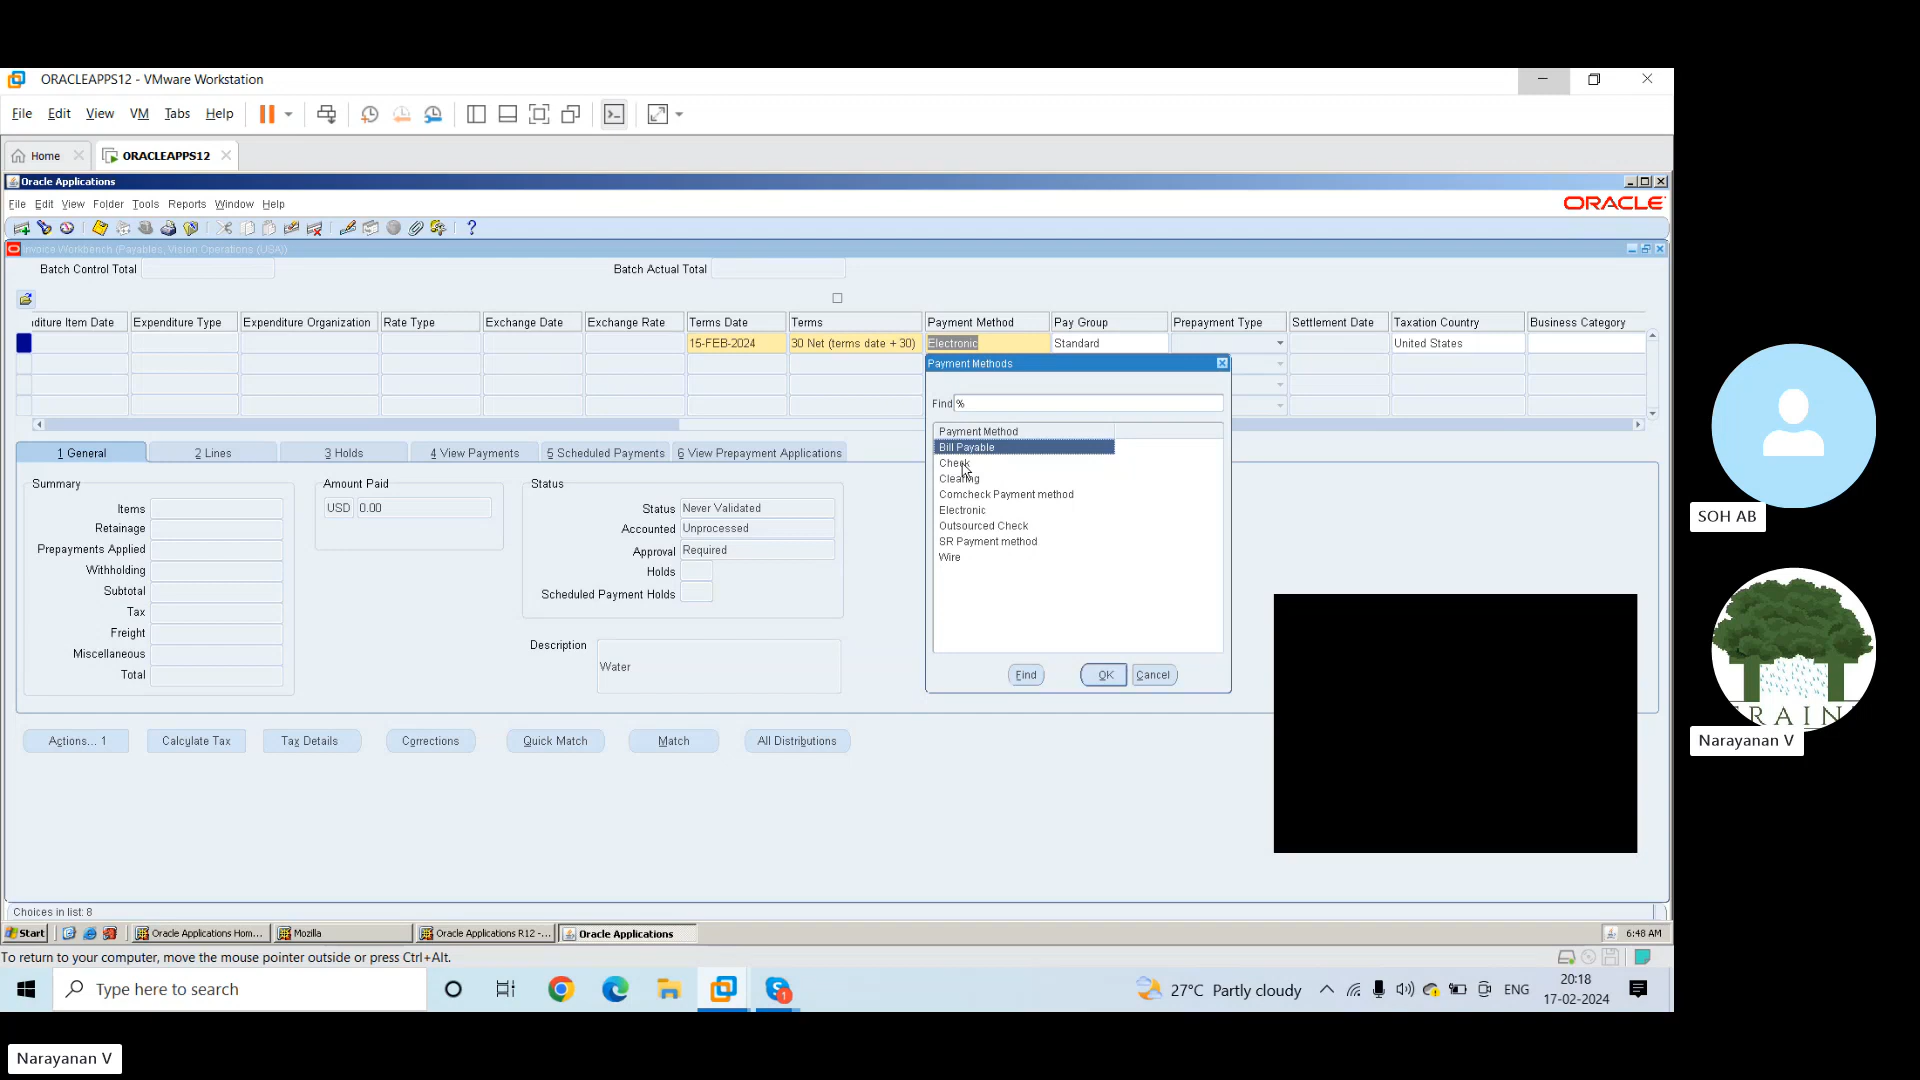 ORACLEAPPS12 - VMware Workstation
File Edit View VM Tabs Help
Home
ORACLEAPPS12
Oracle Applications
File Edit View Folder Tools Reports Window Help
ORACLE
Invoice Workbench (Payables, Vision Operations (USA))
Batch Control Total
Batch Actual Total
diture Item Date Expenditure Type Expenditure Organization Rate Type Exchange Date Exchange Rate Terms Date Terms Payment Method Pay Group Prepayment Type Settlement Date Taxation Country Business Category
15-FEB-2024 30 Net (terms date + 30) Electronic Standard United States
Payment Methods
Find %
Payment Method
Bill Payable
Check
Clearing
Comcheck Payment method
Electronic
Outsourced Check
SR Payment method
Wire
Find OK Cancel
1 General 2 Lines 3 Holds 4 View Payments 5 Scheduled Payments 6 View Prepayment Applications
Summary
Items
Retainage
Prepayments Applied
Withholding
Subtotal
Tax
Freight
Miscellaneous
Total
Amount Paid
USD 0.00
Status
Status Never Validated
Accounted Unprocessed
Approval Required
Holds
Scheduled Payment Holds
Description Water
Actions... 1 Calculate Tax Tax Details Corrections Quick Match Match All Distributions
Choices in list: 8
Start Oracle Applications Hom... Mozilla Oracle Applications R12 -... Oracle Applications 6:48 AM
To return to your computer, move the mouse pointer outside or press Ctrl+Alt.
Type here to search
1
27°C Partly cloudy
ENG
20:18
17-02-2024
SOH AB
RAIN
Narayanan V
Narayanan V